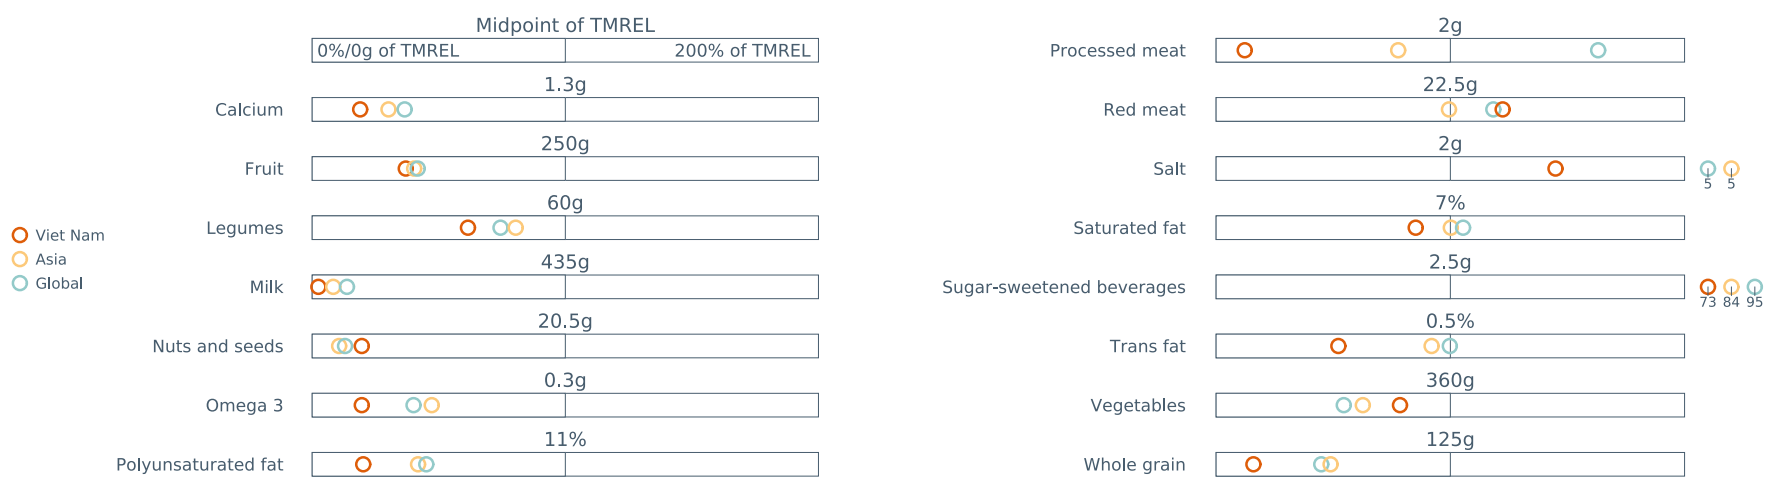 Midpoint of TMREL
0%/0g of TMREL 200% of TMREL
1.3g
Calcium
250g
Fruit
60g
Legumes
435g
Milk
20.5g
Nuts and seeds
0.3g
Omega 3
11%
Polyunsaturated fat
Viet Nam
Asia
Global
2g
Processed meat
22.5g
Red meat
2g
Salt
5 5
7%
Saturated fat
2.5g
Sugar-sweetened beverages
73 84 95
0.5%
Trans fat
360g
Vegetables
125g
Whole grain